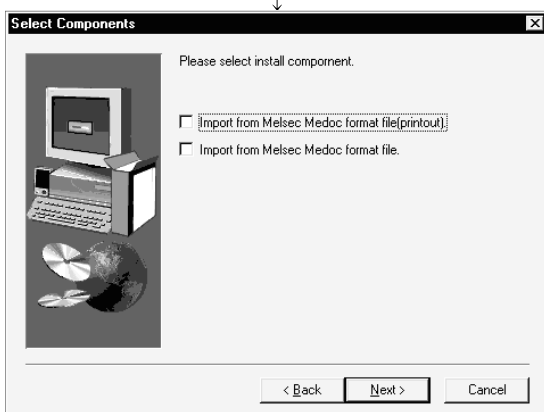 Select Components
Please select install compornent.
Import from Melsec Medoc format file(printout).
Import from Melsec Medoc format file.
< Back
Next >
Cancel